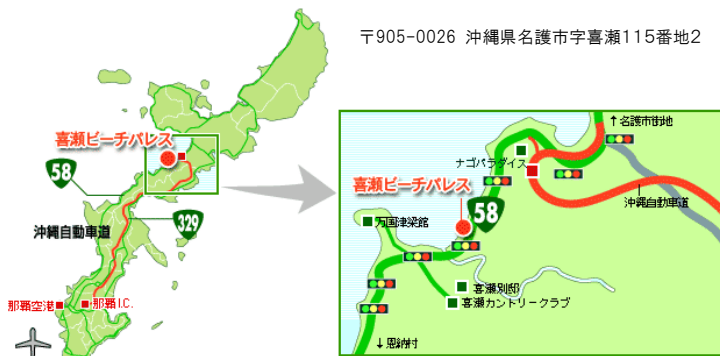 〒905-0026 沖縄県名護市字喜瀬115番地2
喜瀬ビーチパレス
58
329
沖縄自動車道
那覇空港
那覇I.C.
↑名護市街地
ナゴパラダイス
喜瀬ビーチパレス
58
沖縄自動車道
万国津梁館
喜瀬別邸
喜瀬カントリークラブ
↓恩納村